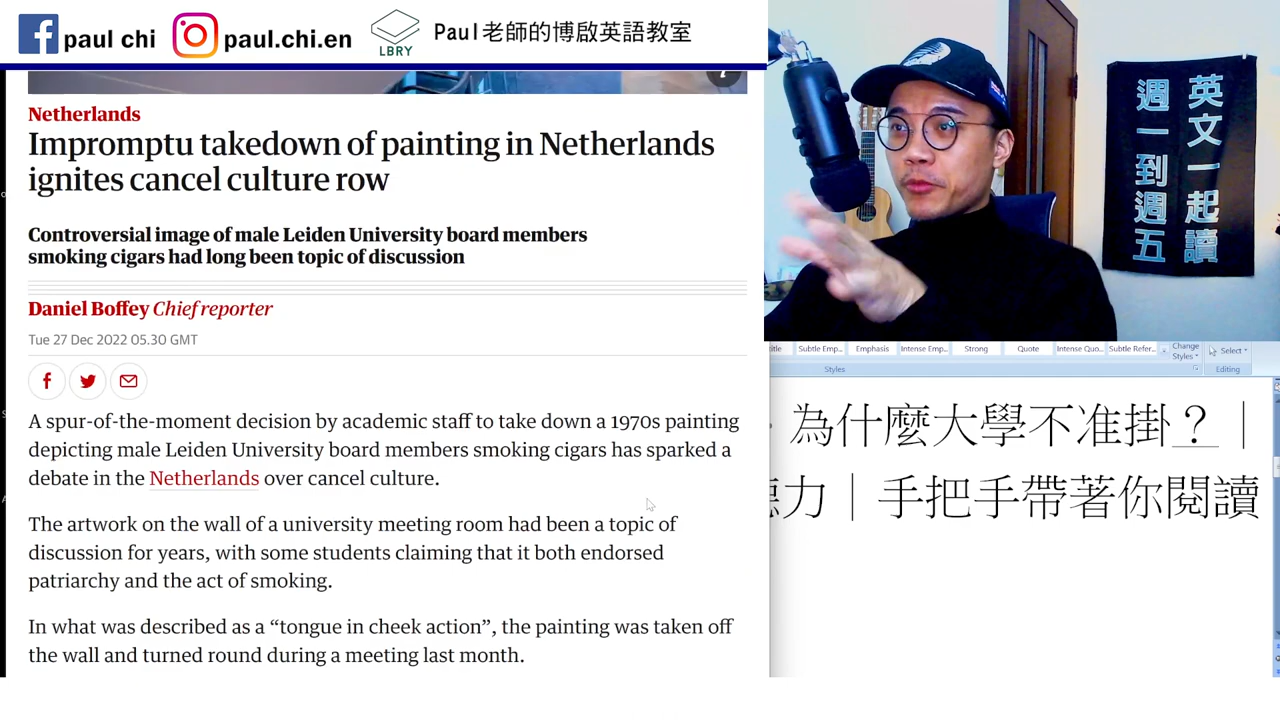 paul chi
paul.chi.en
LBRY
Paul老師的博啟英語教室
Netherlands
Impromptu takedown of painting in Netherlands
ignites cancel culture row
Controversial image of male Leiden University board members
smoking cigars had long been topic of discussion
Daniel Boffey Chief reporter
Tue 27 Dec 2022 05.30 GMT
A spur-of-the-moment decision by academic staff to take down a 1970s painting
depicting male Leiden University board members smoking cigars has sparked a
debate in the Netherlands over cancel culture.
The artwork on the wall of a university meeting room had been a topic of
discussion for years, with some students claiming that it both endorsed
patriarchy and the act of smoking.
In what was described as a “tongue in cheek action”, the painting was taken off
the wall and turned round during a meeting last month.
英文一起讀
週一到週五
Subtle Emp... Emphasis Intense Emp... Strong Quote Intense Quo... Subtle Refer... Change Styles Select
Styles Editing
為什麼大學不准掛？｜
力｜手把手帶著你閱讀